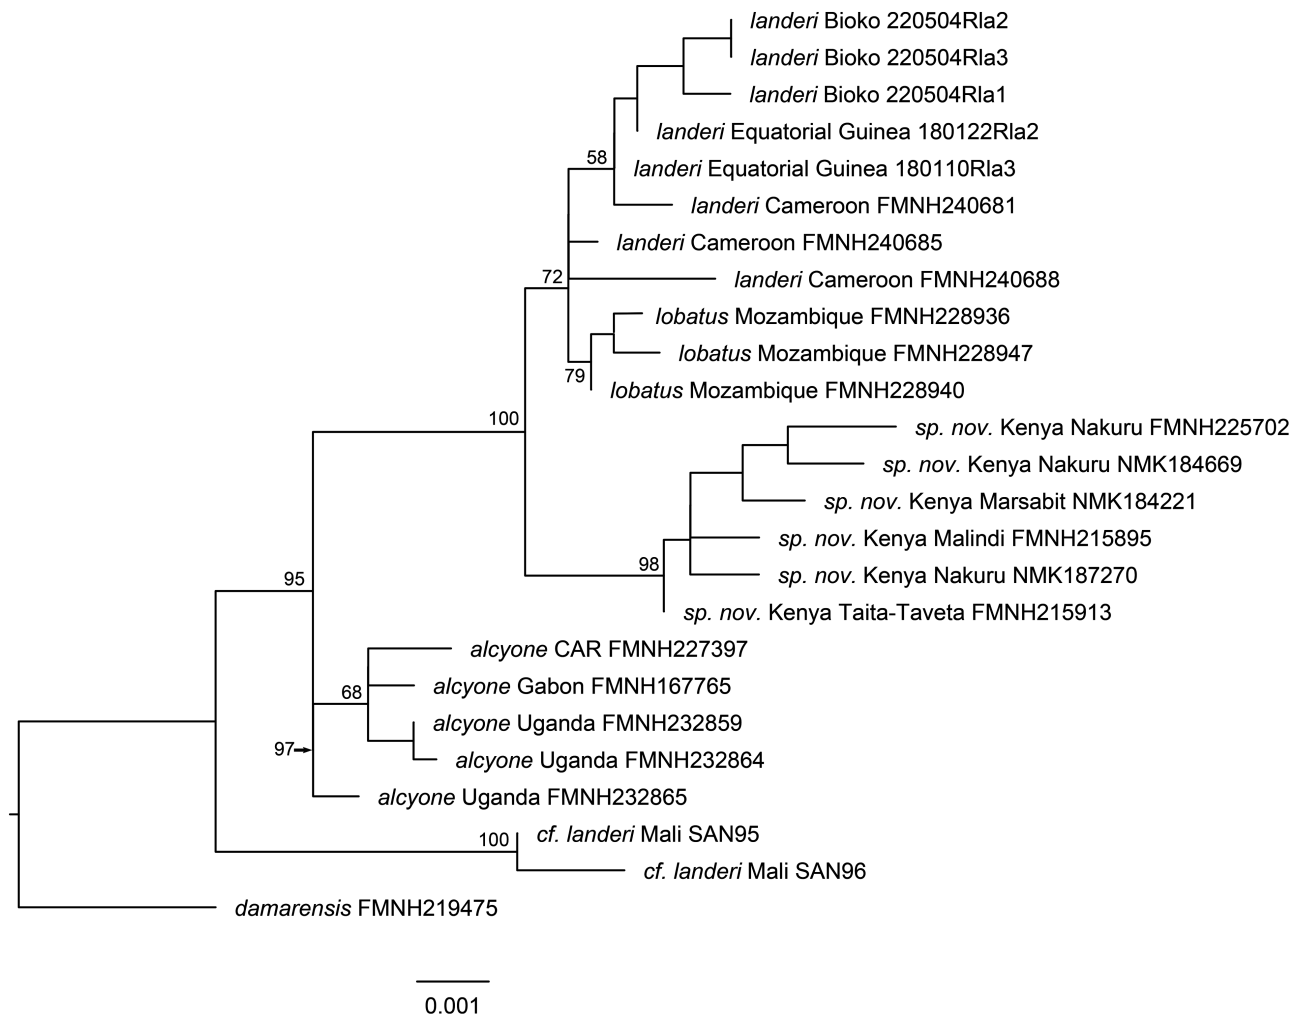 landeri Bioko 220504Rla2
landeri Bioko 220504Rla3
landeri Bioko 220504Rla1
landeri Equatorial Guinea 180122Rla2
58
landeri Equatorial Guinea 180110Rla3
landeri Cameroon FMNH240681
landeri Cameroon FMNH240685
72
landeri Cameroon FMNH240688
lobatus Mozambique FMNH228936
lobatus Mozambique FMNH228947
79
lobatus Mozambique FMNH228940
100
sp. nov. Kenya Nakuru FMNH225702
sp. nov. Kenya Nakuru NMK184669
sp. nov. Kenya Marsabit NMK184221
sp. nov. Kenya Malindi FMNH215895
98
sp. nov. Kenya Nakuru NMK187270
95
sp. nov. Kenya Taita-Taveta FMNH215913
alcyone CAR FMNH227397
68
alcyone Gabon FMNH167765
alcyone Uganda FMNH232859
97
alcyone Uganda FMNH232864
alcyone Uganda FMNH232865
100
cf. landeri Mali SAN95
cf. landeri Mali SAN96
damarensis FMNH219475
0.001